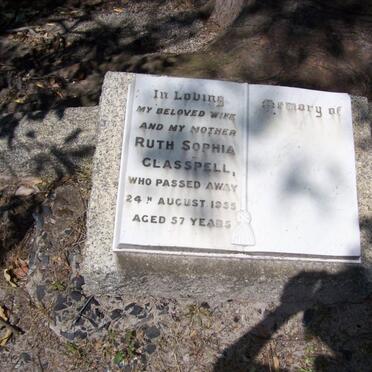 In Loving Memory of
MY BELOVED WIFE
AND MY MOTHER
RUTH SOPHIA
GLASSPELL,
WHO PASSED AWAY
24TH AUGUST 1935
AGED 57 YEARS